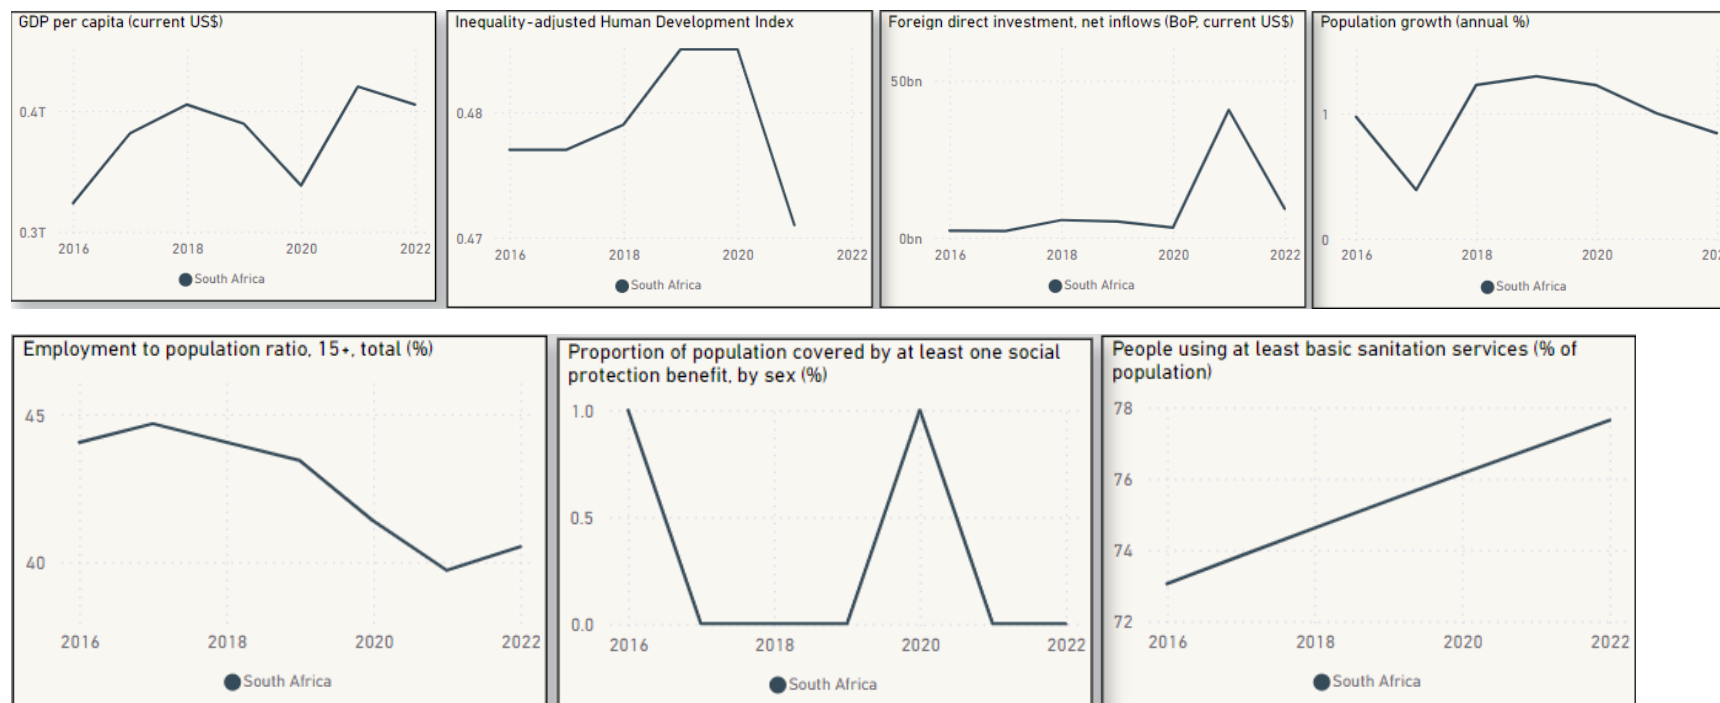 GDP per capita (current US$)
0.4T
0.3T
2016 2018 2020 2022
South Africa
Inequality-adjusted Human Development Index
0.48
0.47
2016 2018 2020 2022
South Africa
Foreign direct investment, net inflows (BoP, current US$)
50bn
0bn
2016 2018 2020 2022
South Africa
Population growth (annual %)
1
0
2016 2018 2020 202
South Africa
Employment to population ratio, 15+, total (%)
45
40
2016 2018 2020 2022
South Africa
Proportion of population covered by at least one social
protection benefit, by sex (%)
1.0
0.5
0.0
2016 2018 2020 2022
South Africa
People using at least basic sanitation services (% of
population)
78
76
74
72
2016 2018 2020 2022
South Africa